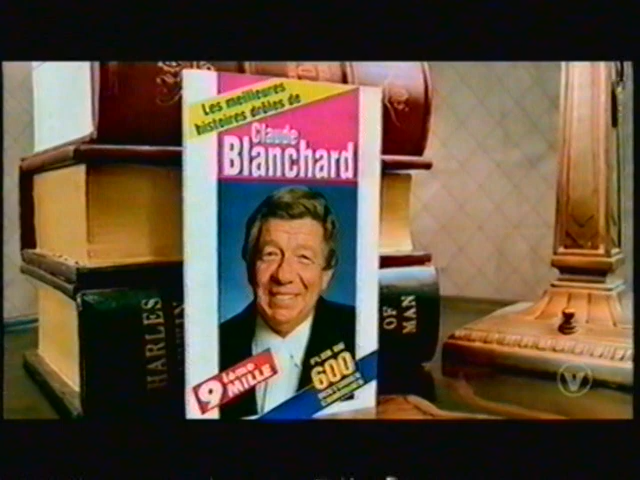 Les meilleures
histoires drôles de
Claude
Blanchard
9ième
MILLE
PLUS DE
600
HARLES
OF
MAN
V